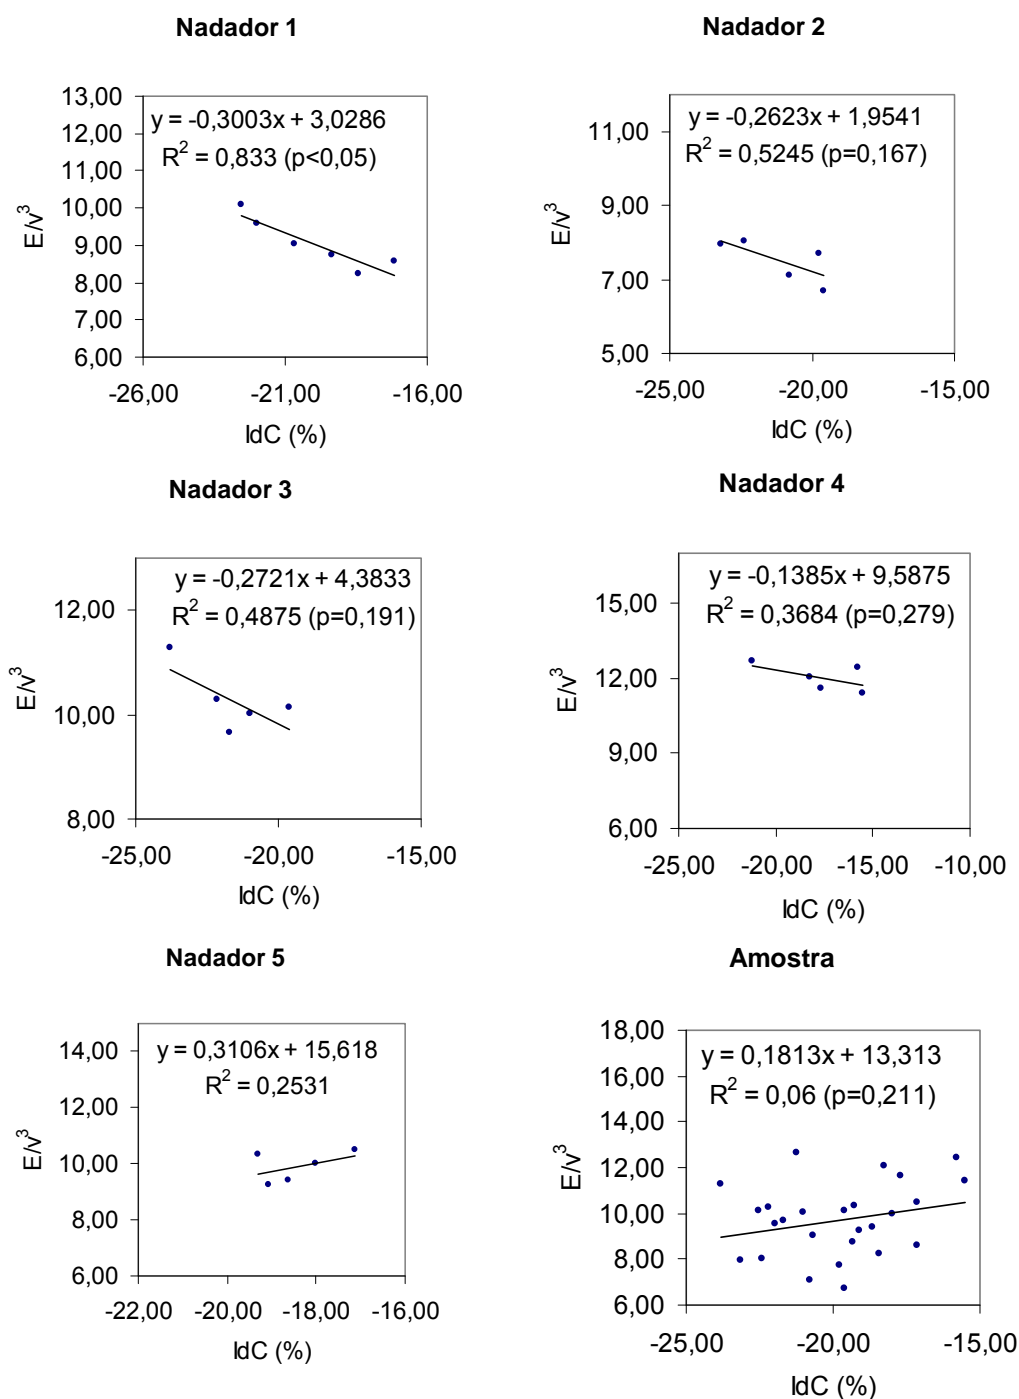 Nadador 1
13,00
12,00
11,00
10,00
9,00
8,00
7,00
6,00
E/v³
y = -0,3003x + 3,0286
R² = 0,833 (p<0,05)
-26,00 -21,00 -16,00
IdC (%)
Nadador 2
11,00
9,00
7,00
5,00
E/v³
y = -0,2623x + 1,9541
R² = 0,5245 (p=0,167)
-25,00 -20,00 -15,00
IdC (%)
Nadador 3
12,00
10,00
8,00
E/v³
y = -0,2721x + 4,3833
R² = 0,4875 (p=0,191)
-25,00 -20,00 -15,00
IdC (%)
Nadador 4
15,00
12,00
9,00
6,00
E/v³
y = -0,1385x + 9,5875
R² = 0,3684 (p=0,279)
-25,00 -20,00 -15,00 -10,00
IdC (%)
Nadador 5
14,00
12,00
10,00
8,00
6,00
E/v³
y = 0,3106x + 15,618
R² = 0,2531
-22,00 -20,00 -18,00 -16,00
IdC (%)
Amostra
18,00
16,00
14,00
12,00
10,00
8,00
6,00
E/v³
y = 0,1813x + 13,313
R² = 0,06 (p=0,211)
-25,00 -20,00 -15,00
IdC (%)